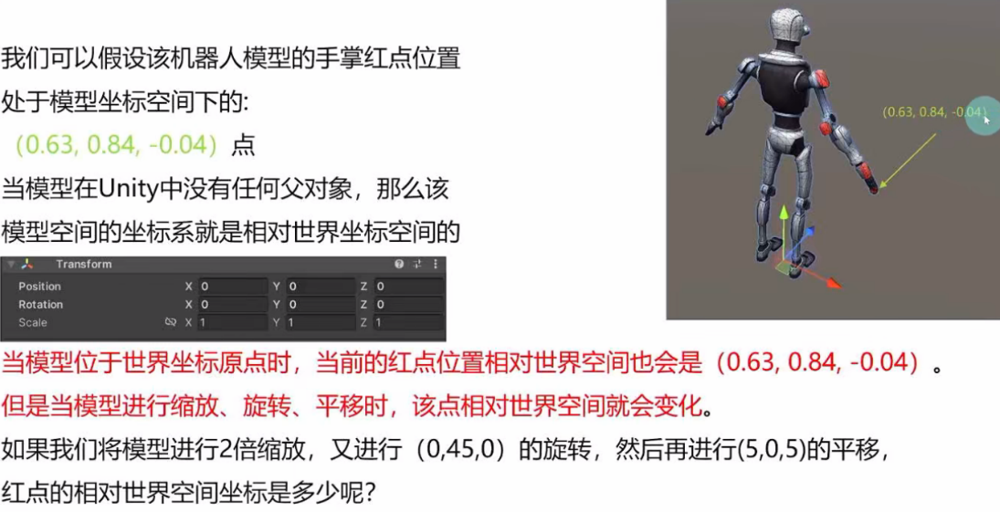 我们可以假设该机器人模型的手掌红点位置
处于模型坐标空间下的:
（0.63, 0.84, -0.04）点
当模型在Unity中没有任何父对象，那么该
模型空间的坐标系就是相对世界坐标空间的
（0.63, 0.84, -0.04）
Transform
Position X 0 Y 0 Z 0
Rotation X 0 Y 0 Z 0
Scale X 1 Y 1 Z 1
当模型位于世界坐标原点时，当前的红点位置相对世界空间也会是（0.63, 0.84, -0.04）。
但是当模型进行缩放、旋转、平移时，该点相对世界空间就会变化。
如果我们将模型进行2倍缩放，又进行（0,45,0）的旋转，然后再进行(5,0,5)的平移，
红点的相对世界空间坐标是多少呢?